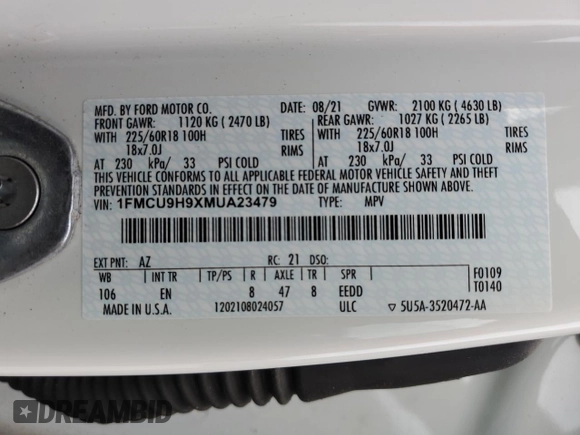 MFD. BY FORD MOTOR CO. DATE: 08/21 GVWR: 2100 KG ( 4630 LB)
FRONT GAWR: 1120 KG ( 2470 LB) REAR GAWR: 1027 KG ( 2265 LB)
WITH 225/60R18 100H TIRES WITH 225/60R18 100H TIRES
18x7.0J RIMS 18x7.0J RIMS
AT 230 kPa/ 33 PSI COLD AT 230 kPa/ 33 PSI COLD
THIS VEHICLE CONFORMS TO ALL APPLICABLE FEDERAL MOTOR VEHICLE SAFETY AND THEFT
PREVENTION STANDARDS IN EFFECT ON THE DATE OF MANUFACTURE SHOWN ABOVE.
VIN: 1FMCU9H9XMUA23479 TYPE: MPV
EXT PNT: AZ RC: 21 DSO: F0109
WB INT TR TP/PS R AXLE TR SPR T0140
106 EN 8 47 8 EEDD
MADE IN U.S.A. 1202108024057 ULC 5U5A-3520472-AA
DREAMBID